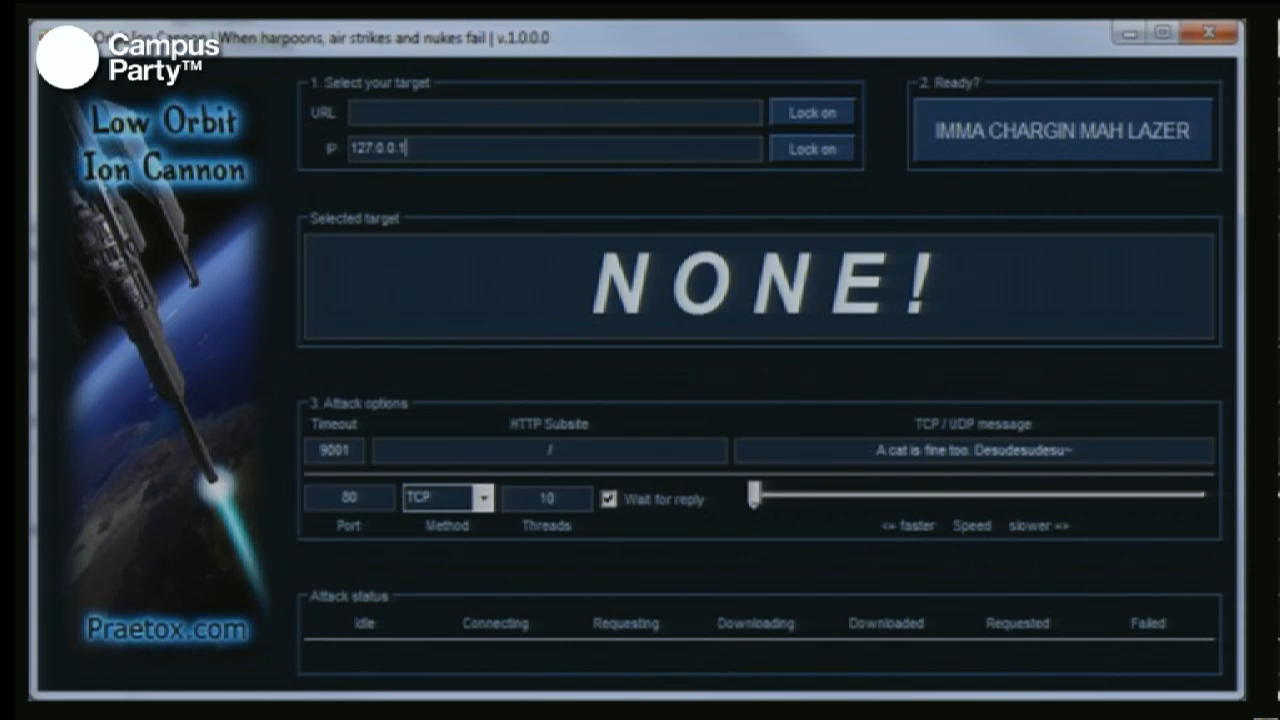 Campus
Party™
Ion Cannon | When harpoons, air strikes and nukes fail | v.1.0.0.0
Low Orbit
Ion Cannon
Praetox.com
1. Select your target
URL
Lock on
IP
127.0.0.1
Lock on
2. Ready?
IMMA CHARGIN MAH LAZER
Selected target
NONE!
3. Attack options
Timeout HTTP Subsite TCP / UDP message
9001 / A cat is fine too. Desudesudesu~
80 TCP 10 Wait for reply
Port Method Threads <= faster Speed slower =>
Attack status
Idle Connecting Requesting Downloading Downloaded Requested Failed